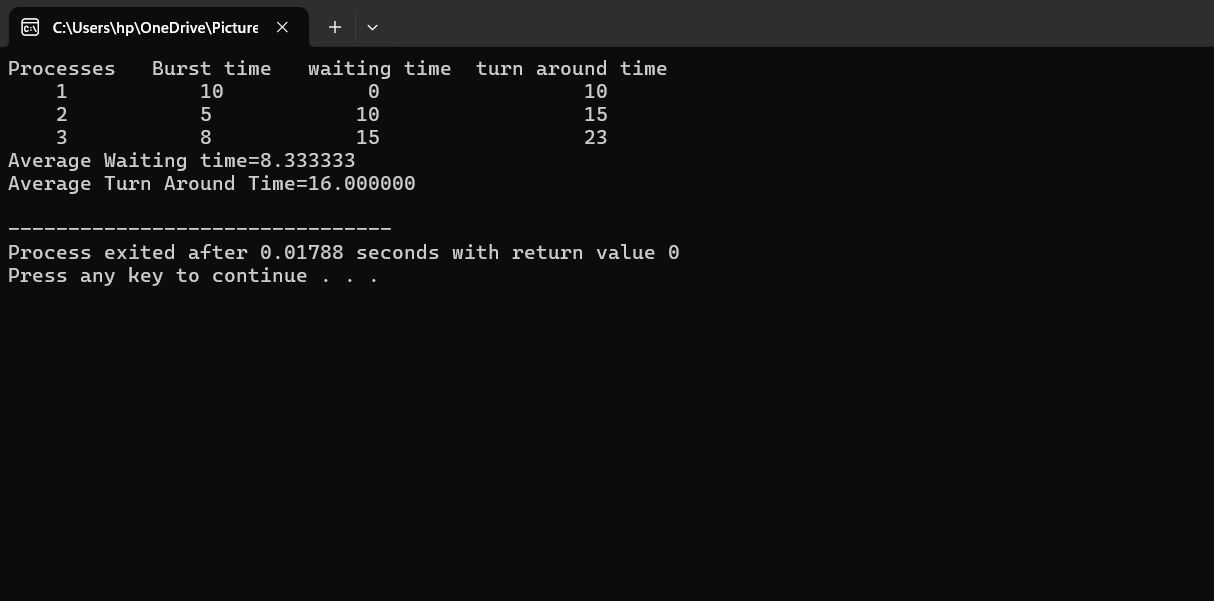 C:\Users\hp\OneDrive\Picture
Processes   Burst time   waiting time  turn around time
    1           10            0                 10
    2           5            10                 15
    3           8            15                 23
Average Waiting time=8.333333
Average Turn Around Time=16.000000
--------------------------------
Process exited after 0.01788 seconds with return value 0
Press any key to continue . . .